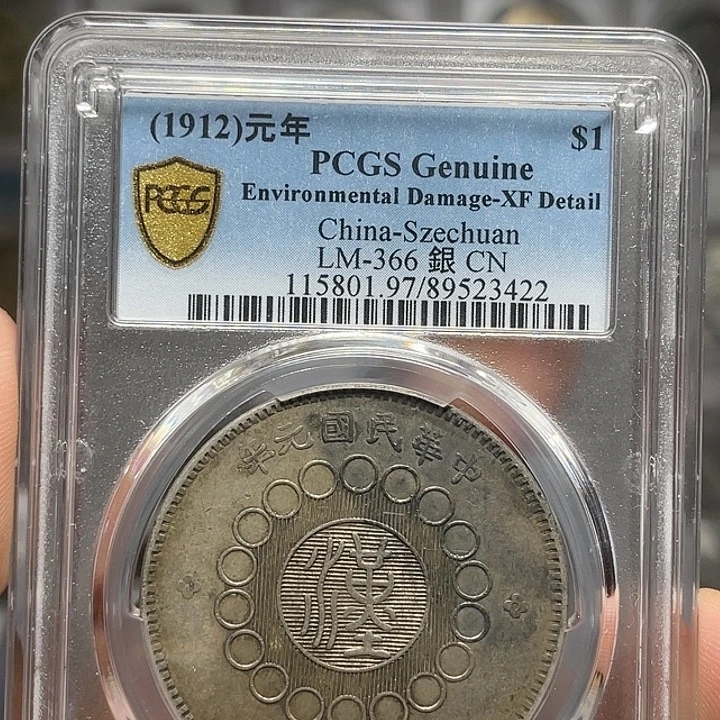 (1912)元年 $1
PCGS Genuine
Environmental Damage-XF Detail
China-Szechuan
LM-366 銀 CN
115801.97/89523422
PCGS
年元國民華中
漢